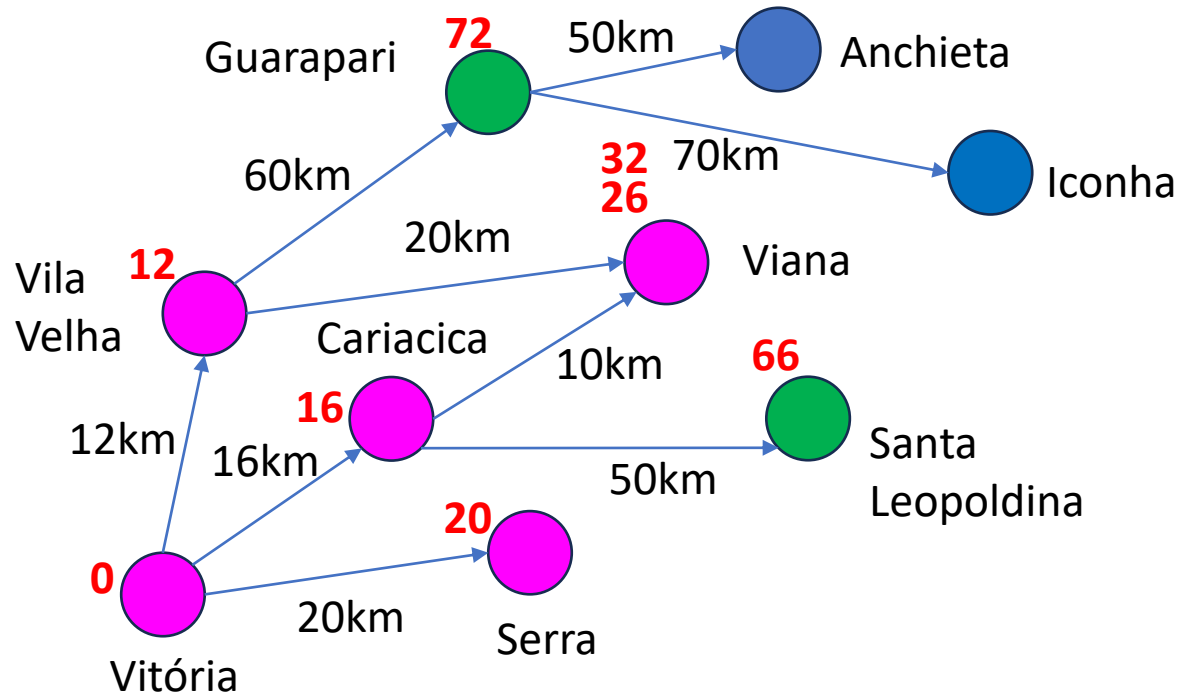 72
50km
Guarapari
Anchieta
32
70km
60km
26
Iconha
20km
Vila
12
Viana
Velha
Cariacica
10km
66
16
12km
16km
Santa
50km
Leopoldina
20
0
20km
Serra
Vitória